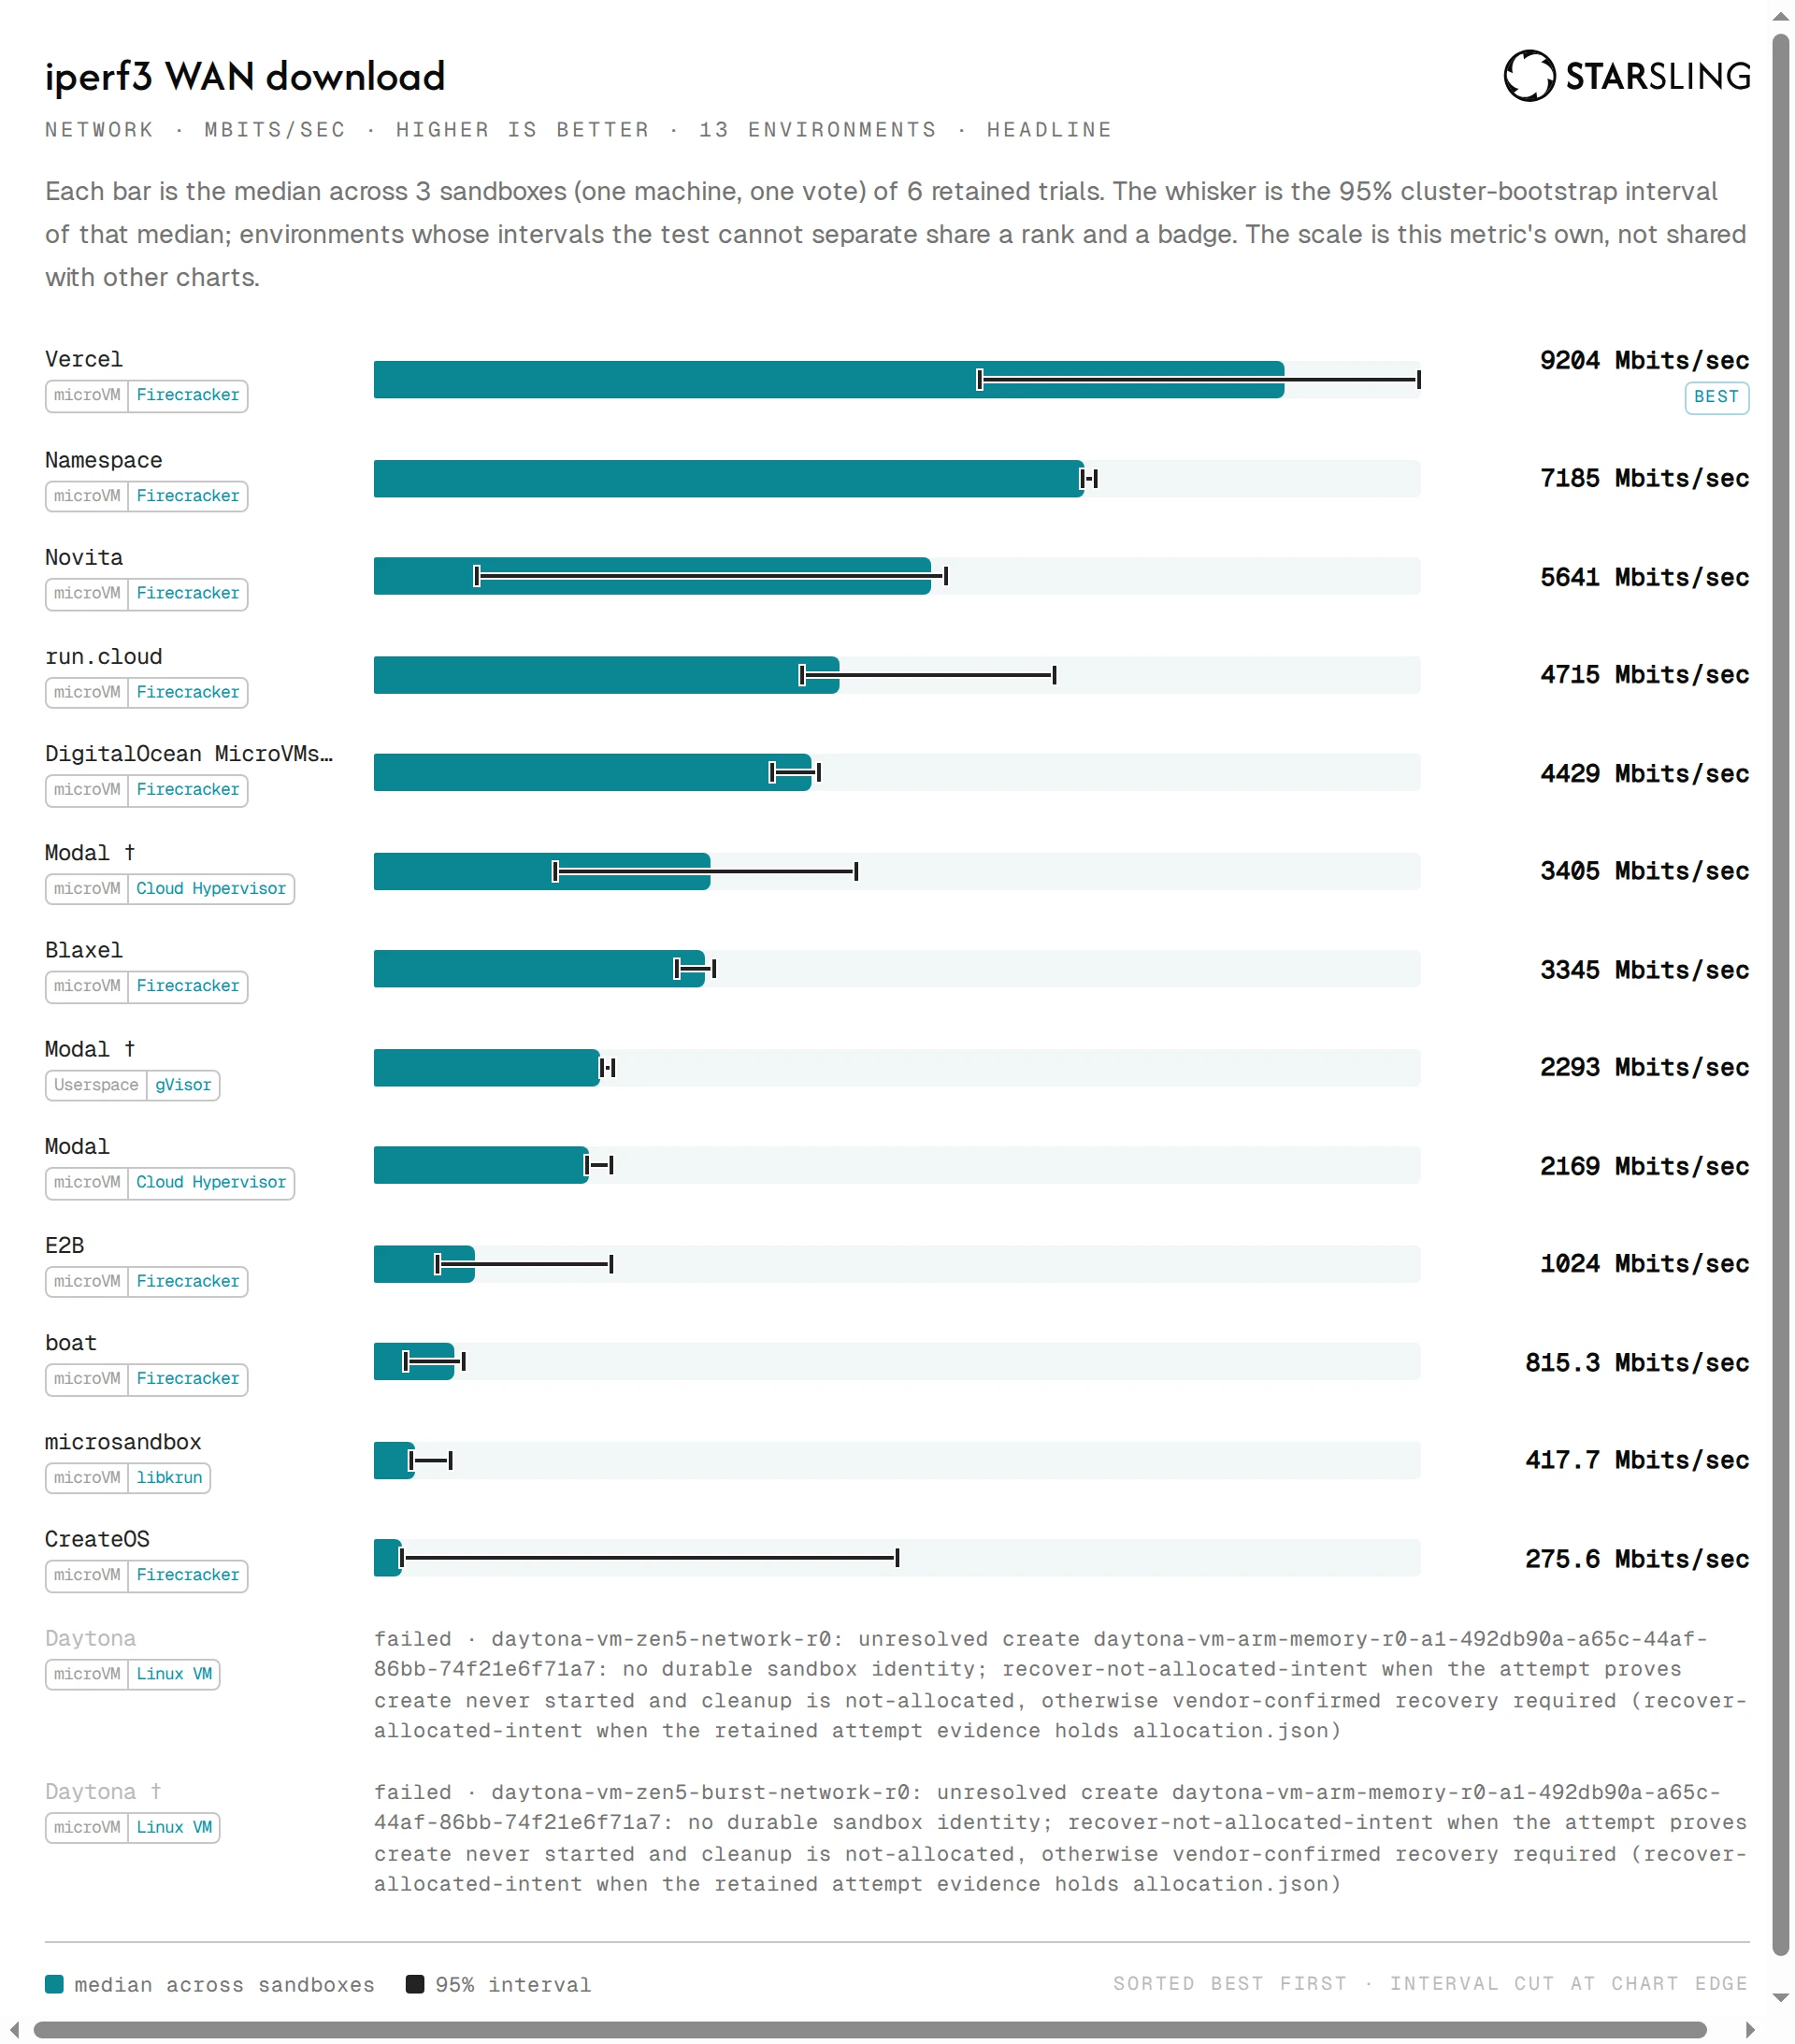 iperf3 WAN download
STARSLING
NETWORK · MBITS/SEC · HIGHER IS BETTER · 13 ENVIRONMENTS · HEADLINE
Each bar is the median across 3 sandboxes (one machine, one vote) of 6 retained trials. The whisker is the 95% cluster-bootstrap interval
of that median; environments whose intervals the test cannot separate share a rank and a badge. The scale is this metric's own, not shared
with other charts.
Vercel
microVM Firecracker
9204 Mbits/sec
BEST
Namespace
microVM Firecracker
7185 Mbits/sec
Novita
microVM Firecracker
5641 Mbits/sec
run.cloud
microVM Firecracker
4715 Mbits/sec
DigitalOcean MicroVMs…
microVM Firecracker
4429 Mbits/sec
Modal †
microVM Cloud Hypervisor
3405 Mbits/sec
Blaxel
microVM Firecracker
3345 Mbits/sec
Modal †
Userspace gVisor
2293 Mbits/sec
Modal
microVM Cloud Hypervisor
2169 Mbits/sec
E2B
microVM Firecracker
1024 Mbits/sec
boat
microVM Firecracker
815.3 Mbits/sec
microsandbox
microVM libkrun
417.7 Mbits/sec
CreateOS
microVM Firecracker
275.6 Mbits/sec
Daytona
microVM Linux VM
failed · daytona-vm-zen5-network-r0: unresolved create daytona-vm-arm-memory-r0-a1-492db90a-a65c-44af-
86bb-74f21e6f71a7: no durable sandbox identity; recover-not-allocated-intent when the attempt proves
create never started and cleanup is not-allocated, otherwise vendor-confirmed recovery required (recover-
allocated-intent when the retained attempt evidence holds allocation.json)
Daytona †
microVM Linux VM
failed · daytona-vm-zen5-burst-network-r0: unresolved create daytona-vm-arm-memory-r0-a1-492db90a-a65c-
44af-86bb-74f21e6f71a7: no durable sandbox identity; recover-not-allocated-intent when the attempt proves
create never started and cleanup is not-allocated, otherwise vendor-confirmed recovery required (recover-
allocated-intent when the retained attempt evidence holds allocation.json)
median across sandboxes
95% interval
SORTED BEST FIRST · INTERVAL CUT AT CHART EDGE